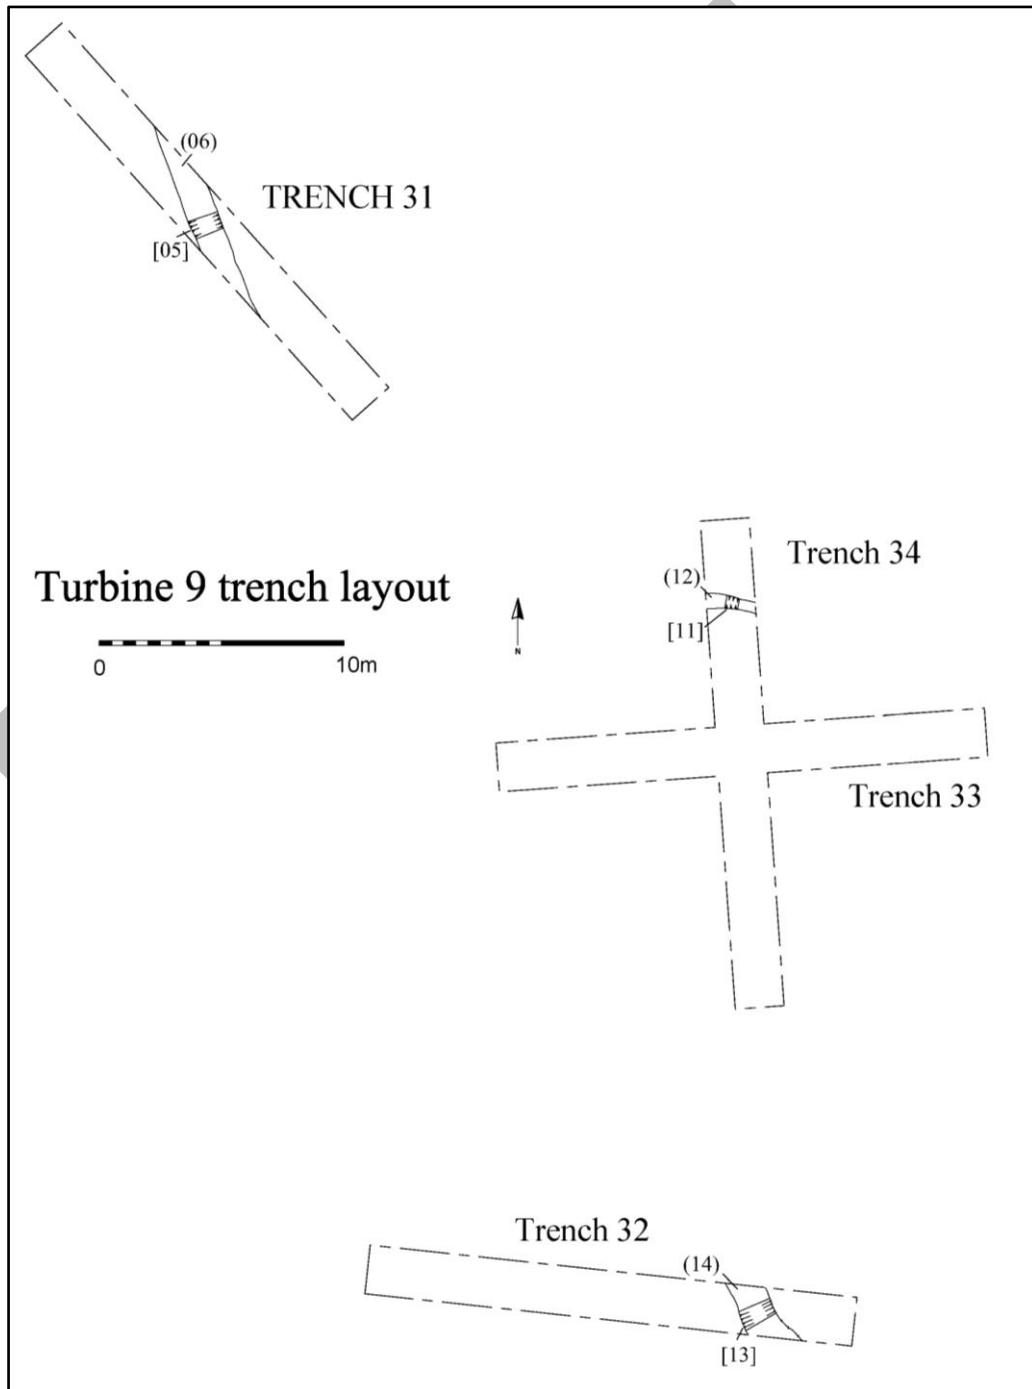 (06)
TRENCH 31
[05]
Trench 34
(12)
Turbine 9 trench layout
[11]
N
0 10m
Trench 33
Trench 32
(14)
[13]